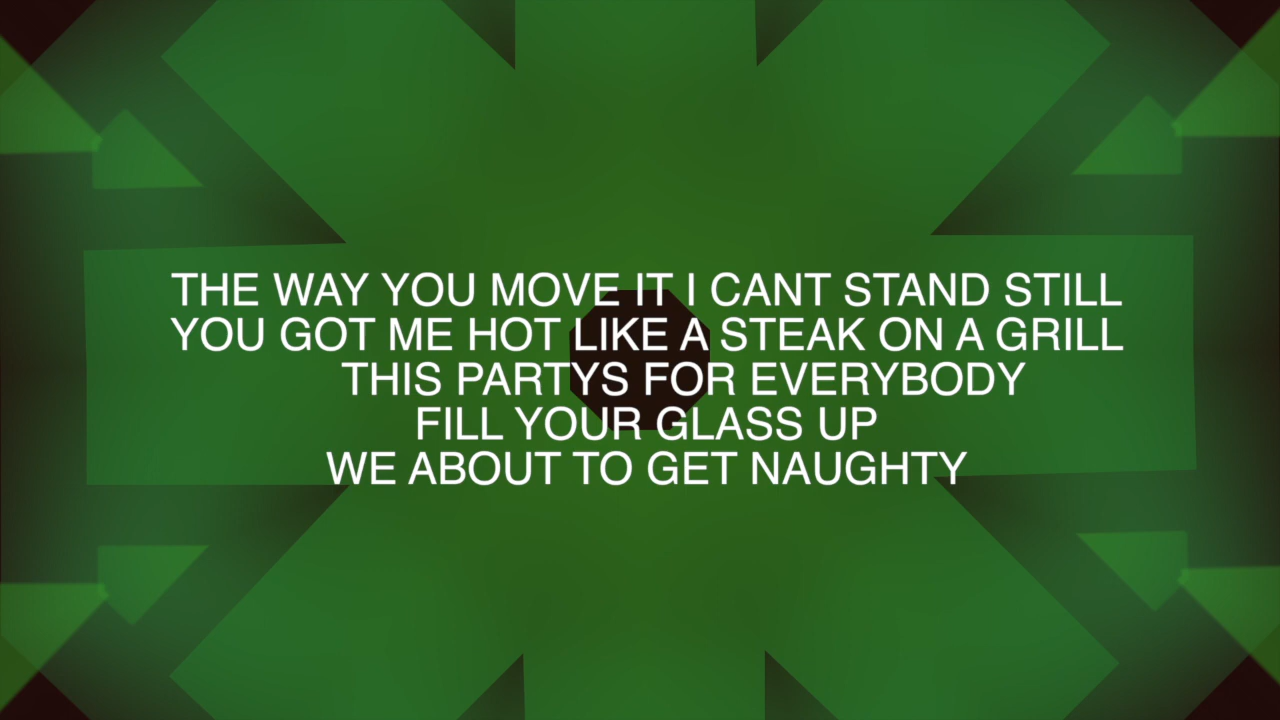 THE WAY YOU MOVE IT I CANT STAND STILL
YOU GOT ME HOT LIKE A STEAK ON A GRILL
THIS PARTYS FOR EVERYBODY
FILL YOUR GLASS UP
WE ABOUT TO GET NAUGHTY